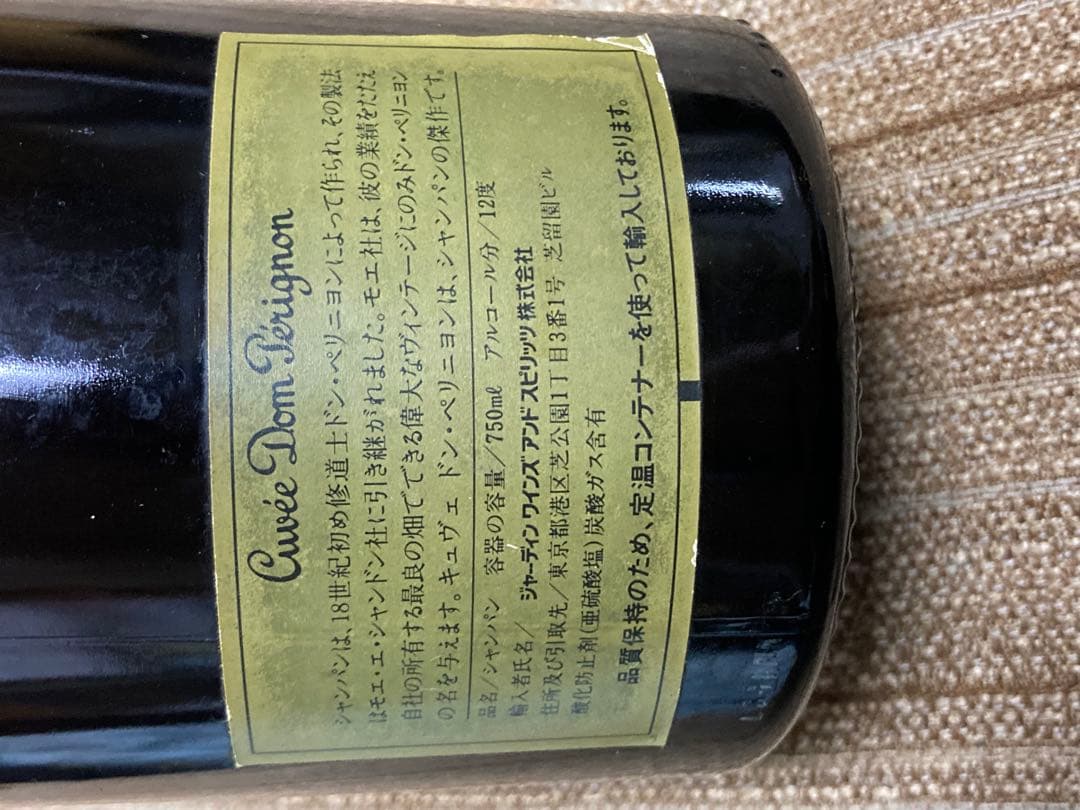 Cuvée Dom Pérignon
シャンパンは、18世紀初め修道士ドン・ペリニヨンによって作られ、その製法
はモエ・エ・シャンドン社に引き継がれました。モエ社は、彼の業績をたたえ
自社の所有する最良の畑でできる偉大なヴィンテージにのみドン・ペリニヨン
の名を与えます。キュヴェ ドン・ペリニヨンは、シャンパンの傑作です。
品名/シャンパン 容器の容量/750mℓ アルコール分/12度
輸入者氏名/ジャーディン ワインズ アンド スピリッツ 株式会社
住所及び引取先/東京都港区芝公園1丁目3番1号 芝留園ビル
酸化防止剤(亜硫酸塩)炭酸ガス含有
品質保持のため、定温コンテナーを使って輸入しております。